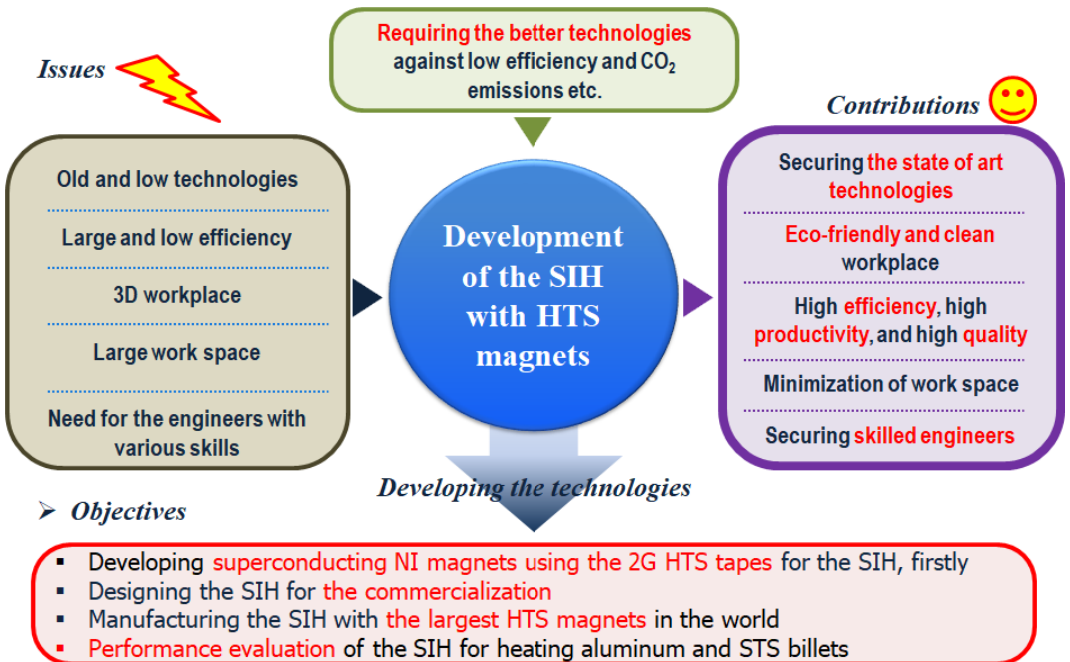 Requiring the better technologies
against low efficiency and CO₂
emissions etc.
Issues
Old and low technologies
Large and low efficiency
3D workplace
Large work space
Need for the engineers with
various skills
Development
of the SIH
with HTS
magnets
Contributions
Securing the state of art
technologies
Eco-friendly and clean
workplace
High efficiency, high
productivity, and high quality
Minimization of work space
Securing skilled engineers
Developing the technologies
➢ Objectives
▪ Developing superconducting NI magnets using the 2G HTS tapes for the SIH, firstly
▪ Designing the SIH for the commercialization
▪ Manufacturing the SIH with the largest HTS magnets in the world
▪ Performance evaluation of the SIH for heating aluminum and STS billets